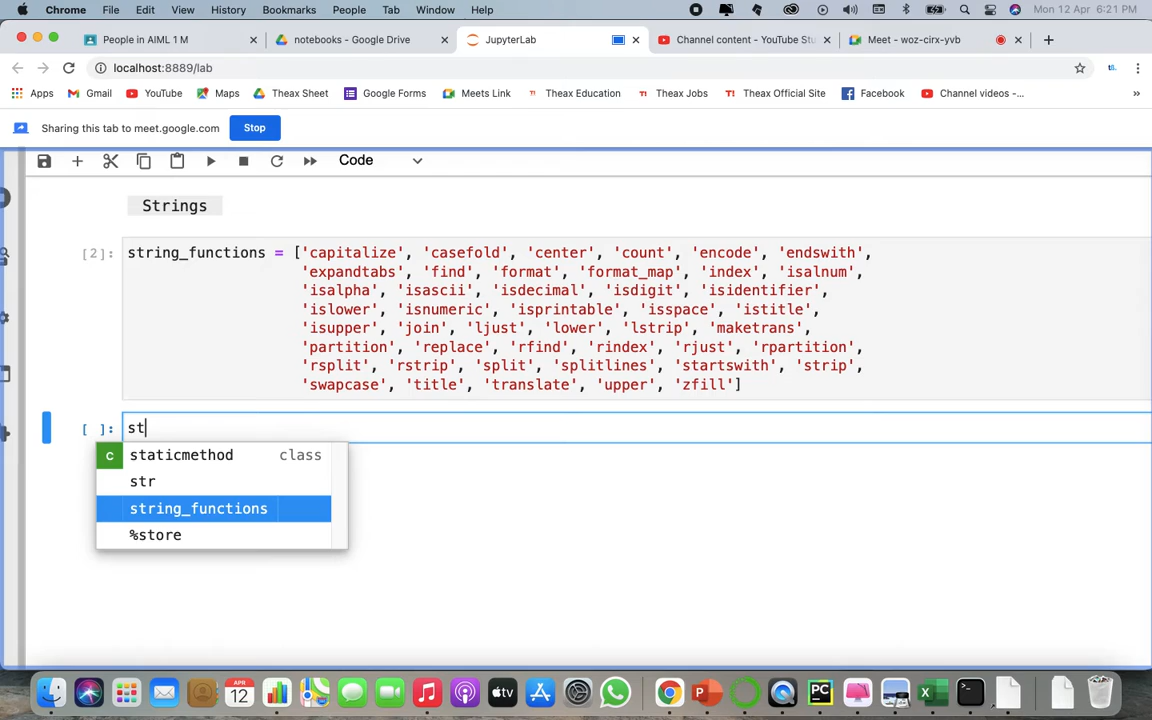 Chrome File Edit View History Bookmarks People Tab Window Help Mon 12 Apr 6:21 PM
People in AIML 1 M notebooks - Google Drive JupyterLab Channel content - YouTube Stu Meet - woz-cirx-yvb
localhost:8889/lab
Apps Gmail YouTube Maps Theax Sheet Google Forms Meets Link Theax Education Theax Jobs Theax Official Site Facebook Channel videos -... »
Sharing this tab to meet.google.com Stop
Code
Strings
[2]: string_functions = ['capitalize', 'casefold', 'center', 'count', 'encode', 'endswith',
'expandtabs', 'find', 'format', 'format_map', 'index', 'isalnum',
'isalpha', 'isascii', 'isdecimal', 'isdigit', 'isidentifier',
'islower', 'isnumeric', 'isprintable', 'isspace', 'istitle',
'isupper', 'join', 'ljust', 'lower', 'lstrip', 'maketrans',
'partition', 'replace', 'rfind', 'rindex', 'rjust', 'rpartition',
'rsplit', 'rstrip', 'split', 'splitlines', 'startswith', 'strip',
'swapcase', 'title', 'translate', 'upper', 'zfill']
[ ]: st
C staticmethod class
str
string_functions
%store